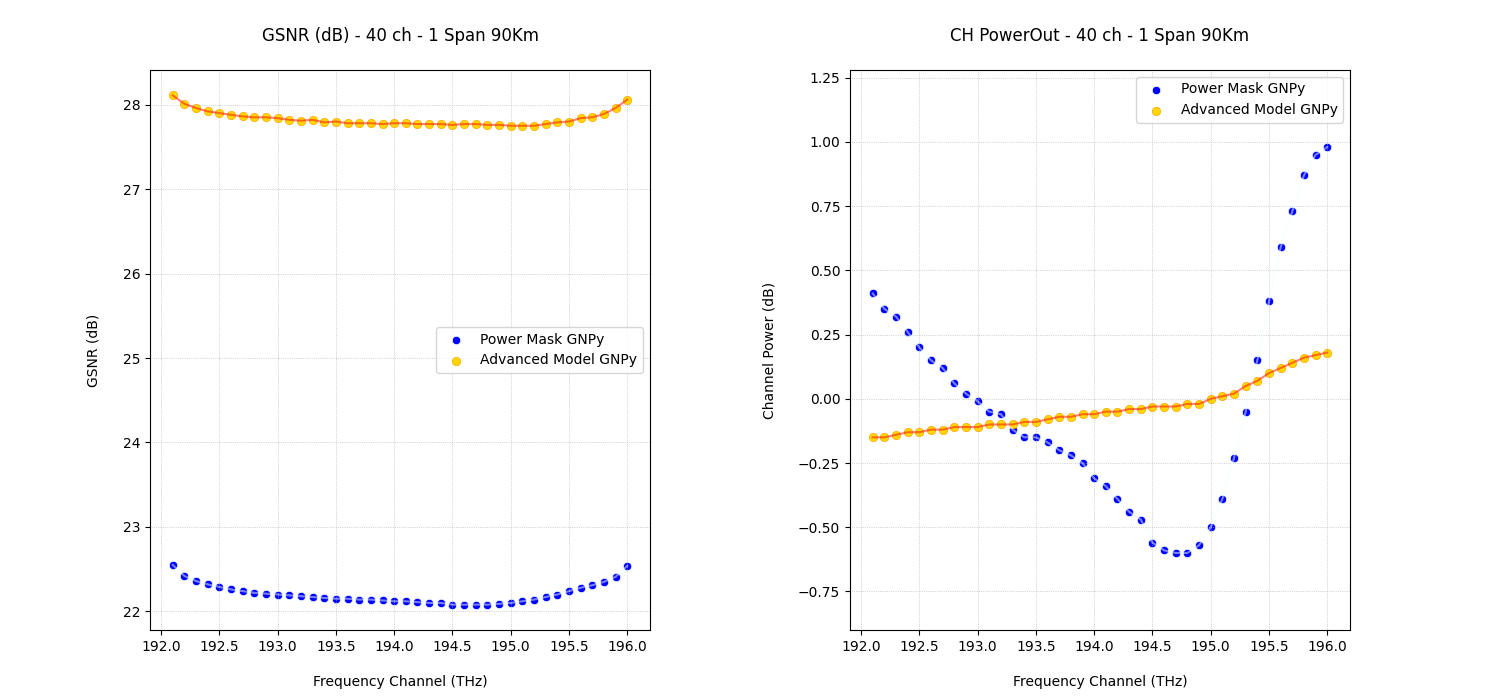 GSNR (dB) - 40 ch - 1 Span 90Km
GSNR (dB)
28
27
26
25
24
23
22
Power Mask GNPy
Advanced Model GNPy
192.0 192.5 193.0 193.5 194.0 194.5 195.0 195.5 196.0
Frequency Channel (THz)
CH PowerOut - 40 ch - 1 Span 90Km
Channel Power (dB)
1.25
1.00
0.75
0.50
0.25
0.00
−0.25
−0.50
−0.75
Power Mask GNPy
Advanced Model GNPy
192.0 192.5 193.0 193.5 194.0 194.5 195.0 195.5 196.0
Frequency Channel (THz)